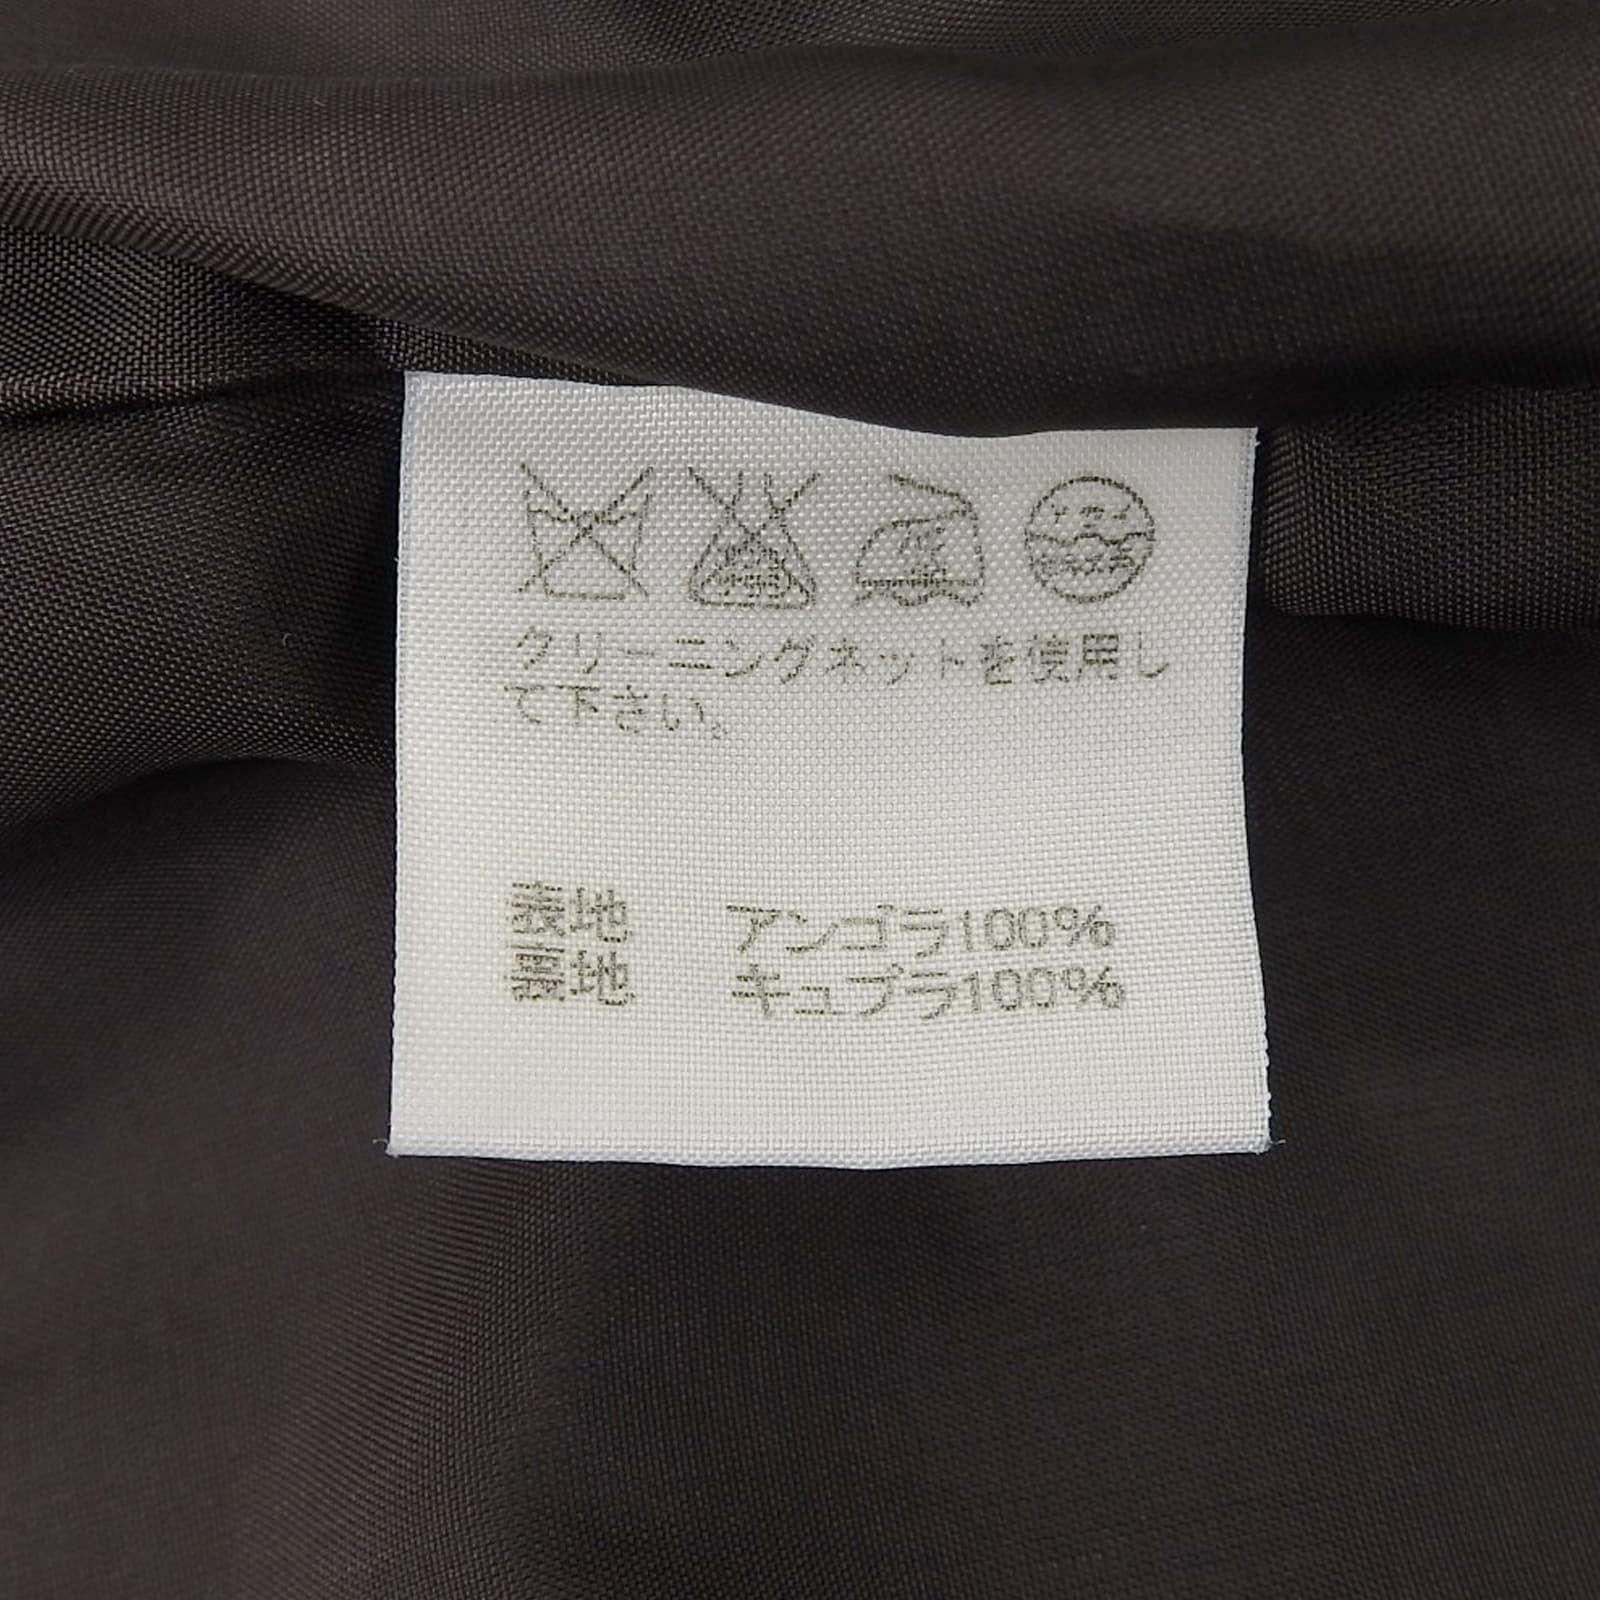 クリーニングネットを使用し
て下さい。
表地 アンゴラ100%
裏地 キュプラ100%